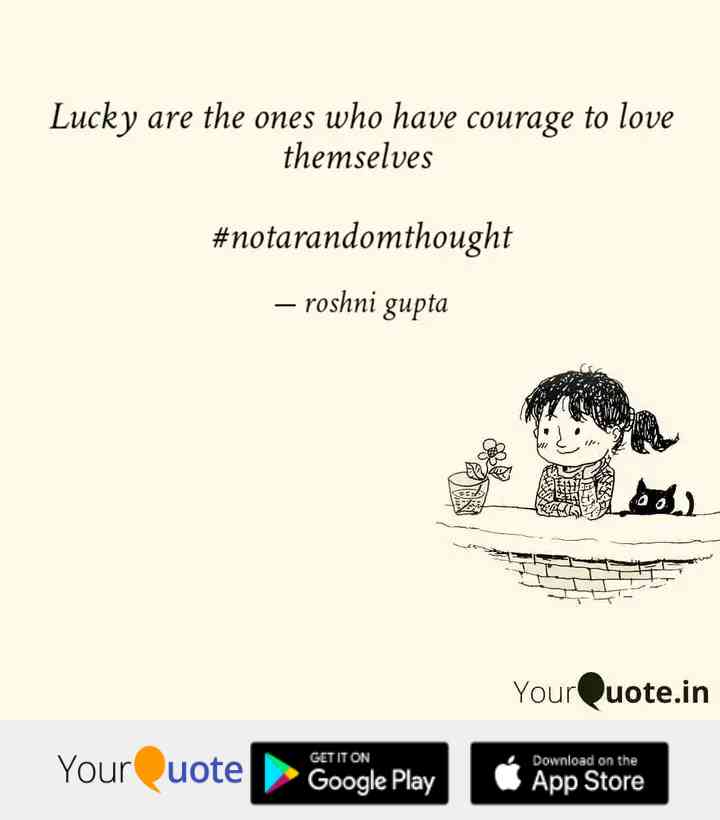 Lucky are the ones who have courage to love
themselves
#notarandomthought
— roshni gupta
YourQuote.in
YourQuote
GET IT ON
Google Play
Download on the
App Store